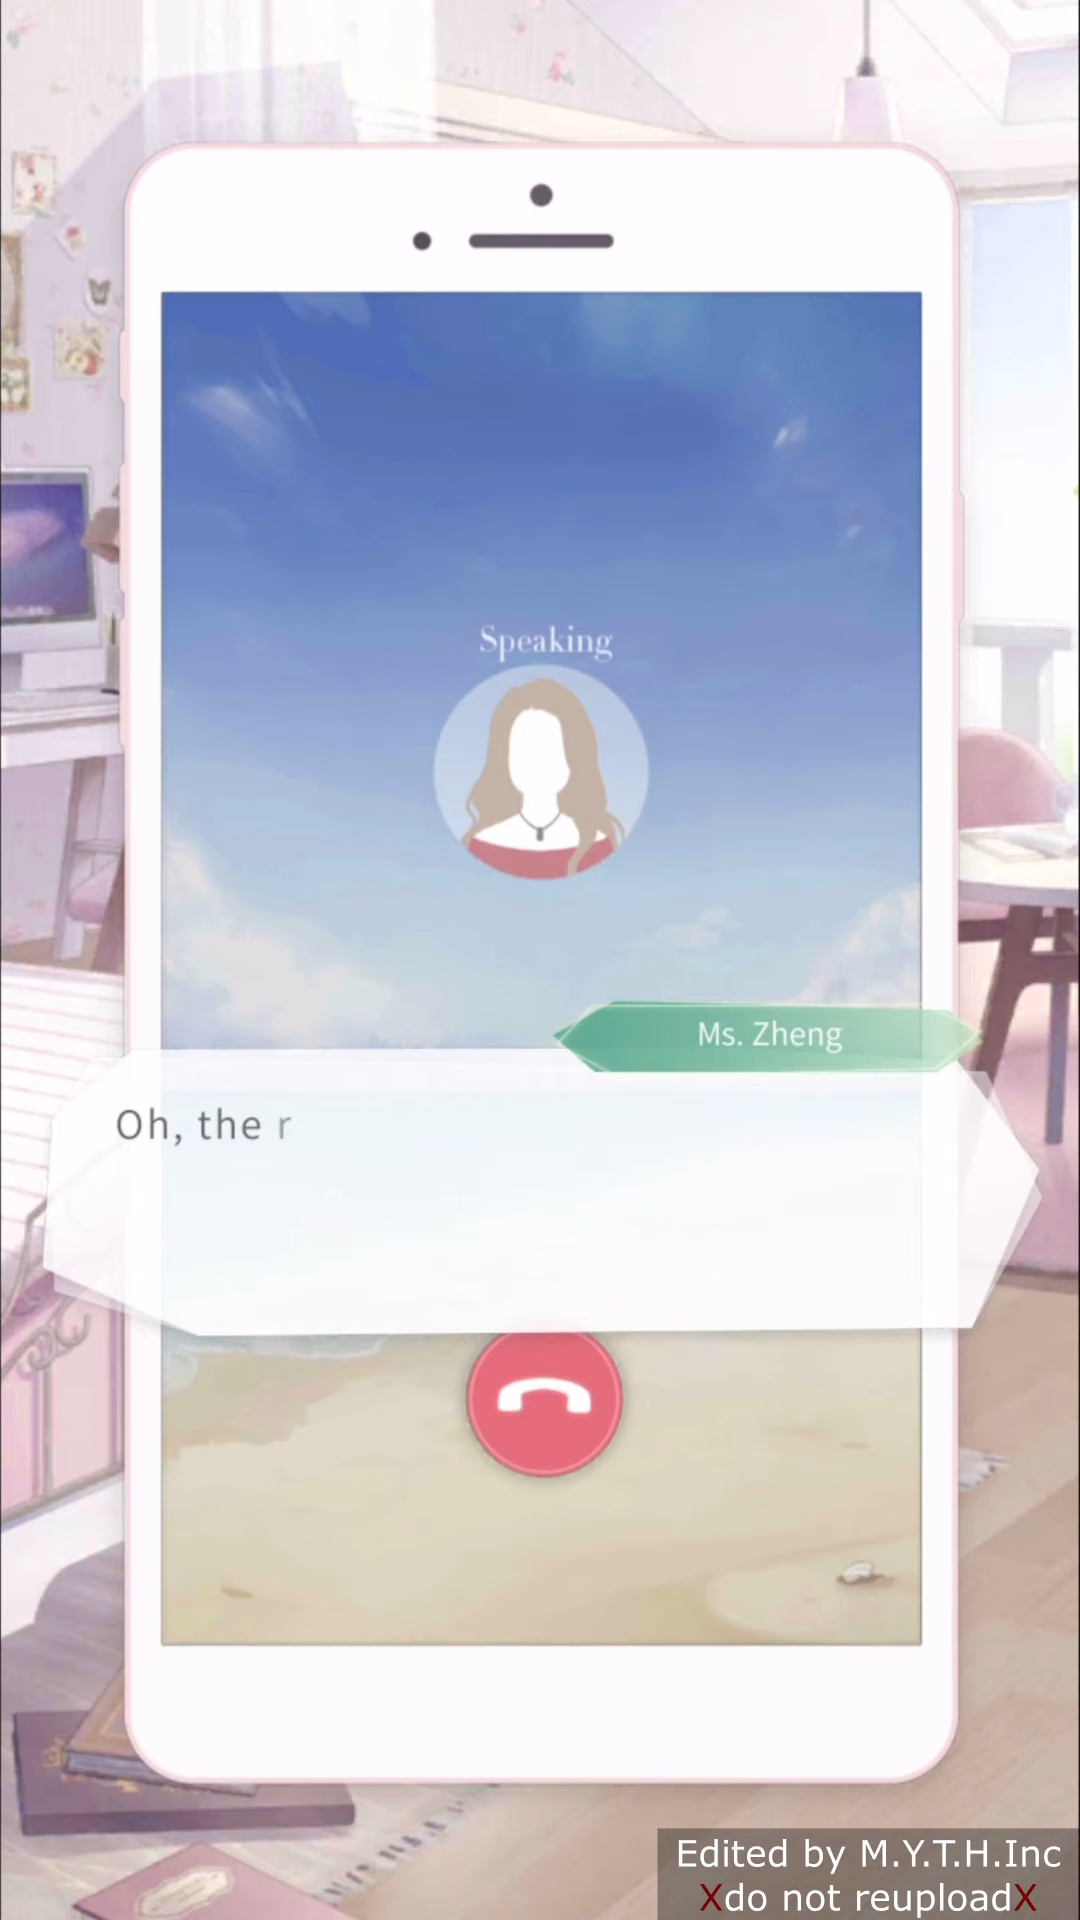 Speaking
Ms. Zheng
Oh, the r
Edited by M.Y.T.H.Inc
Xdo not reuploadX